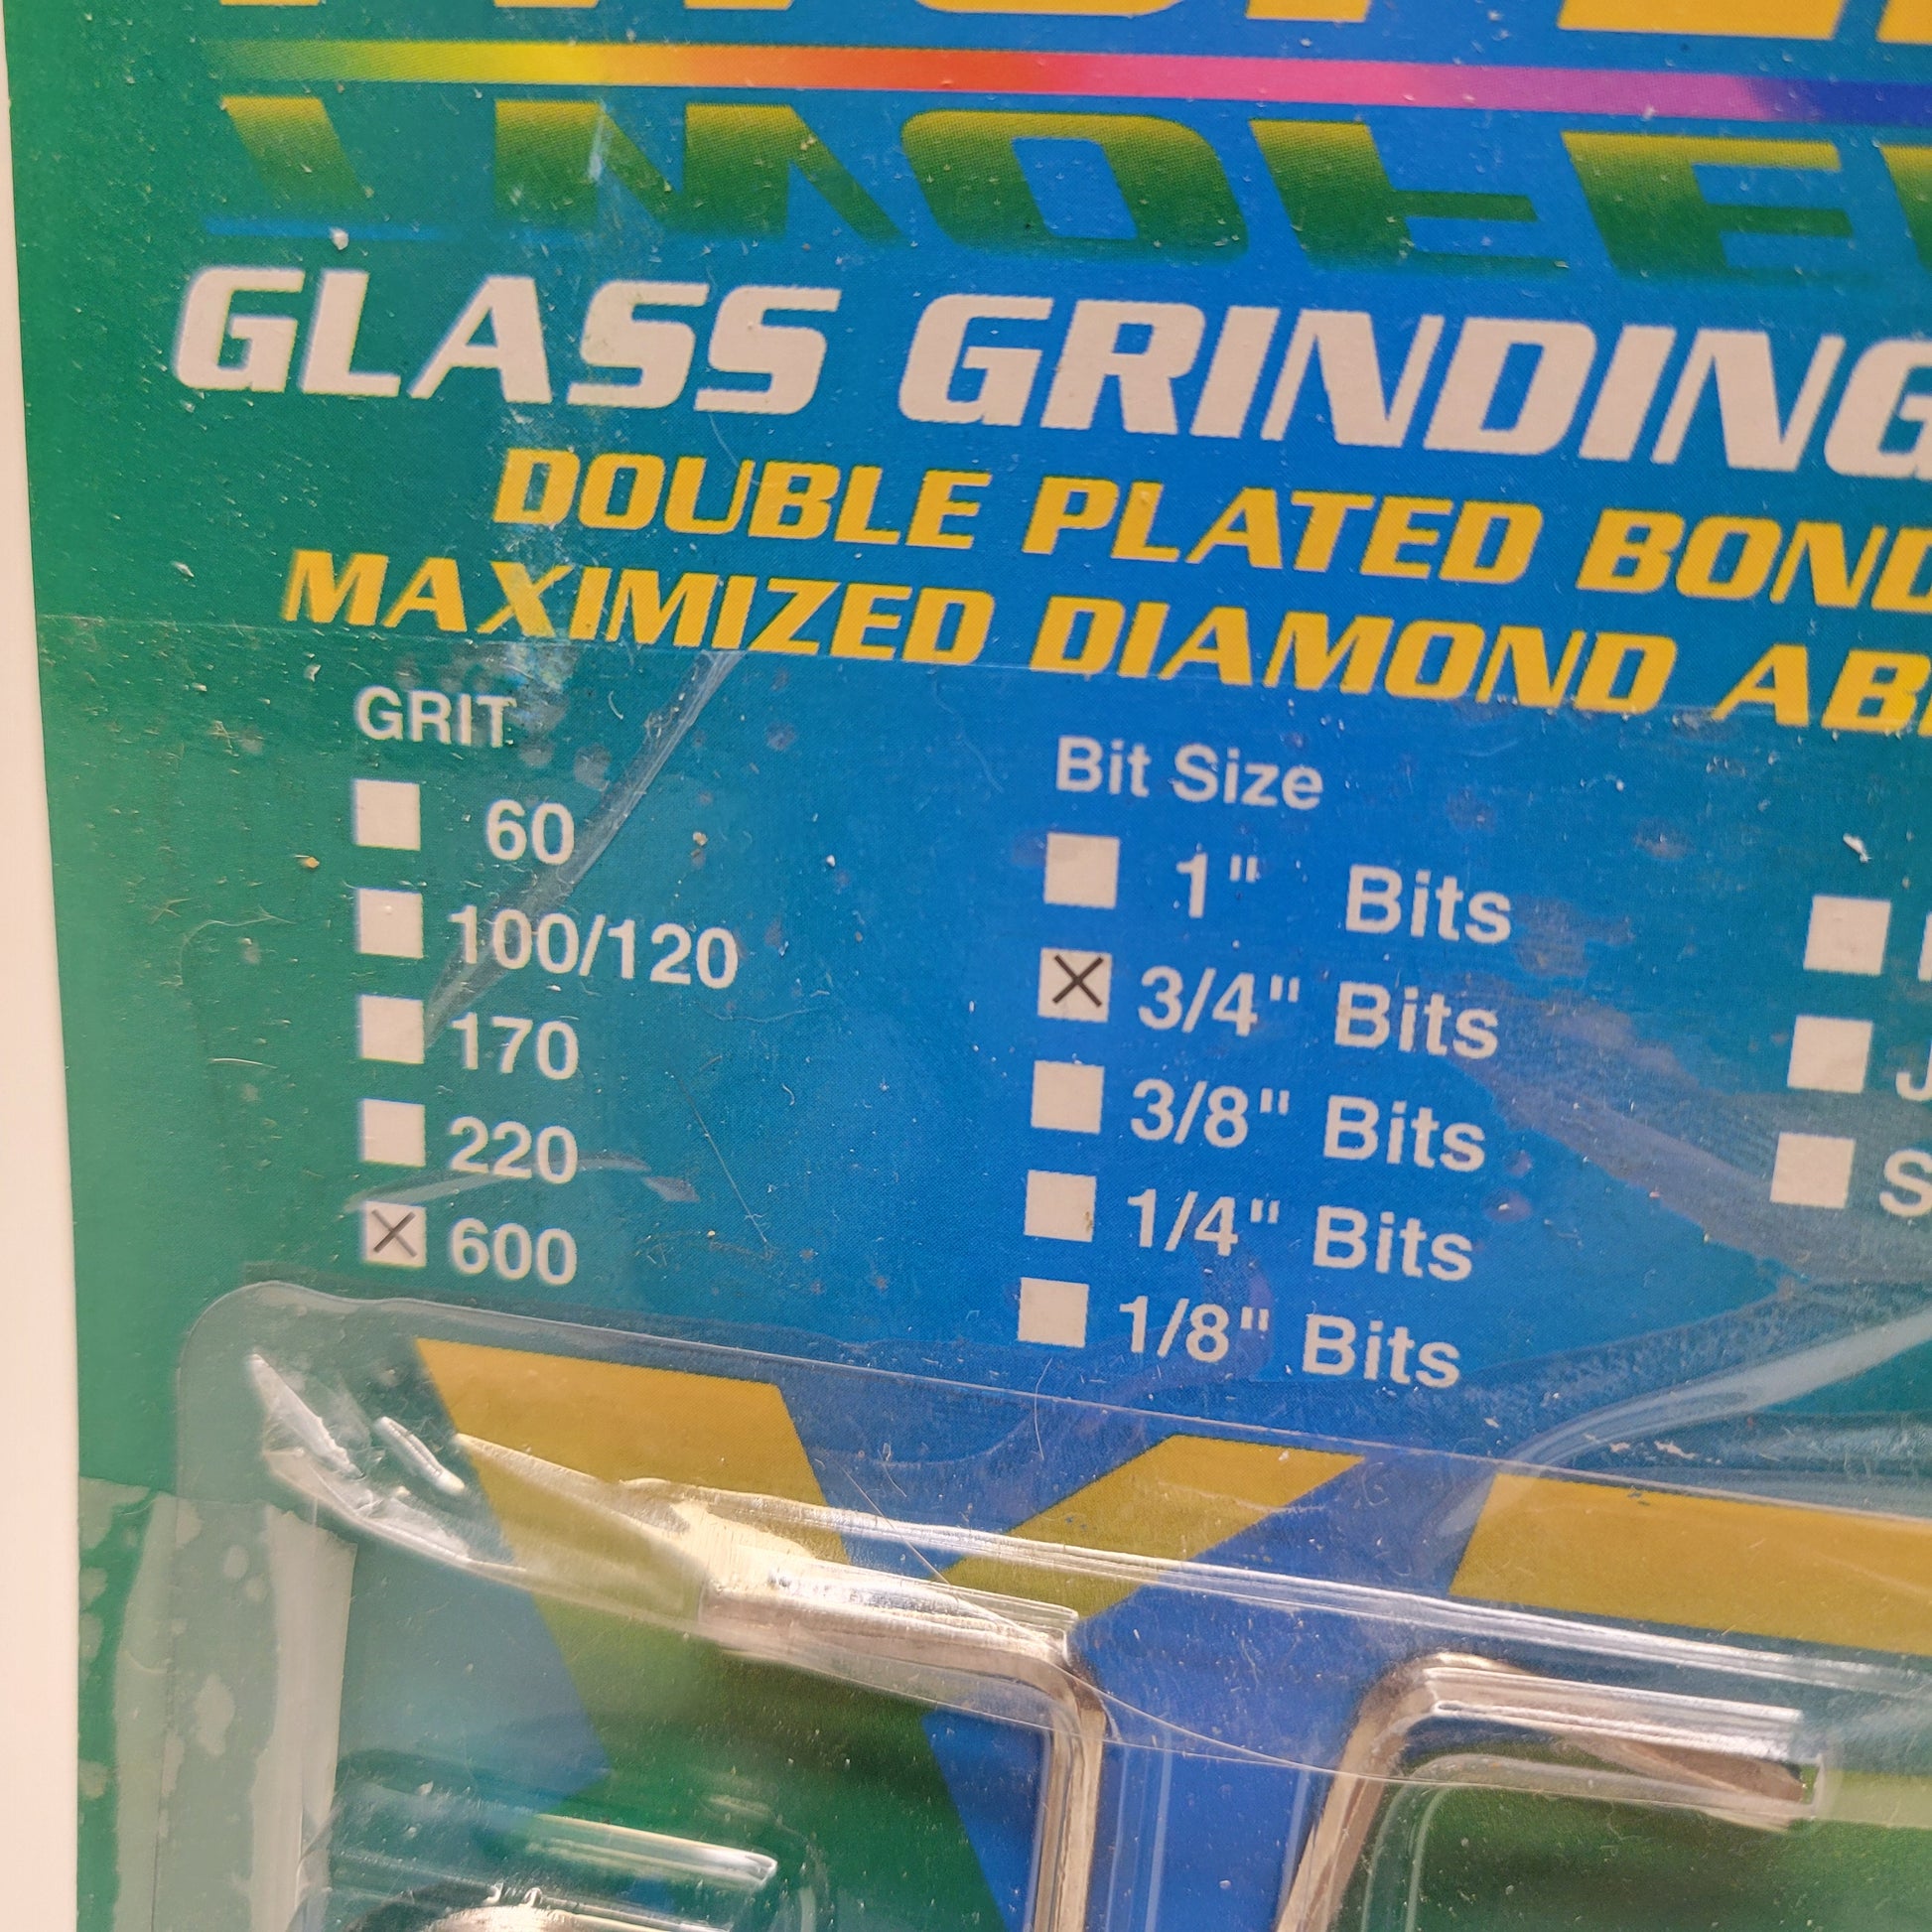 GLASS GRINDING
DOUBLE PLATED
MAXIMIZED DIAMOND
GRIT
60
100/120
170
220
600
Bit Size
1" Bits
3/4" Bits
3/8" Bits
1/4" Bits
1/8" Bits